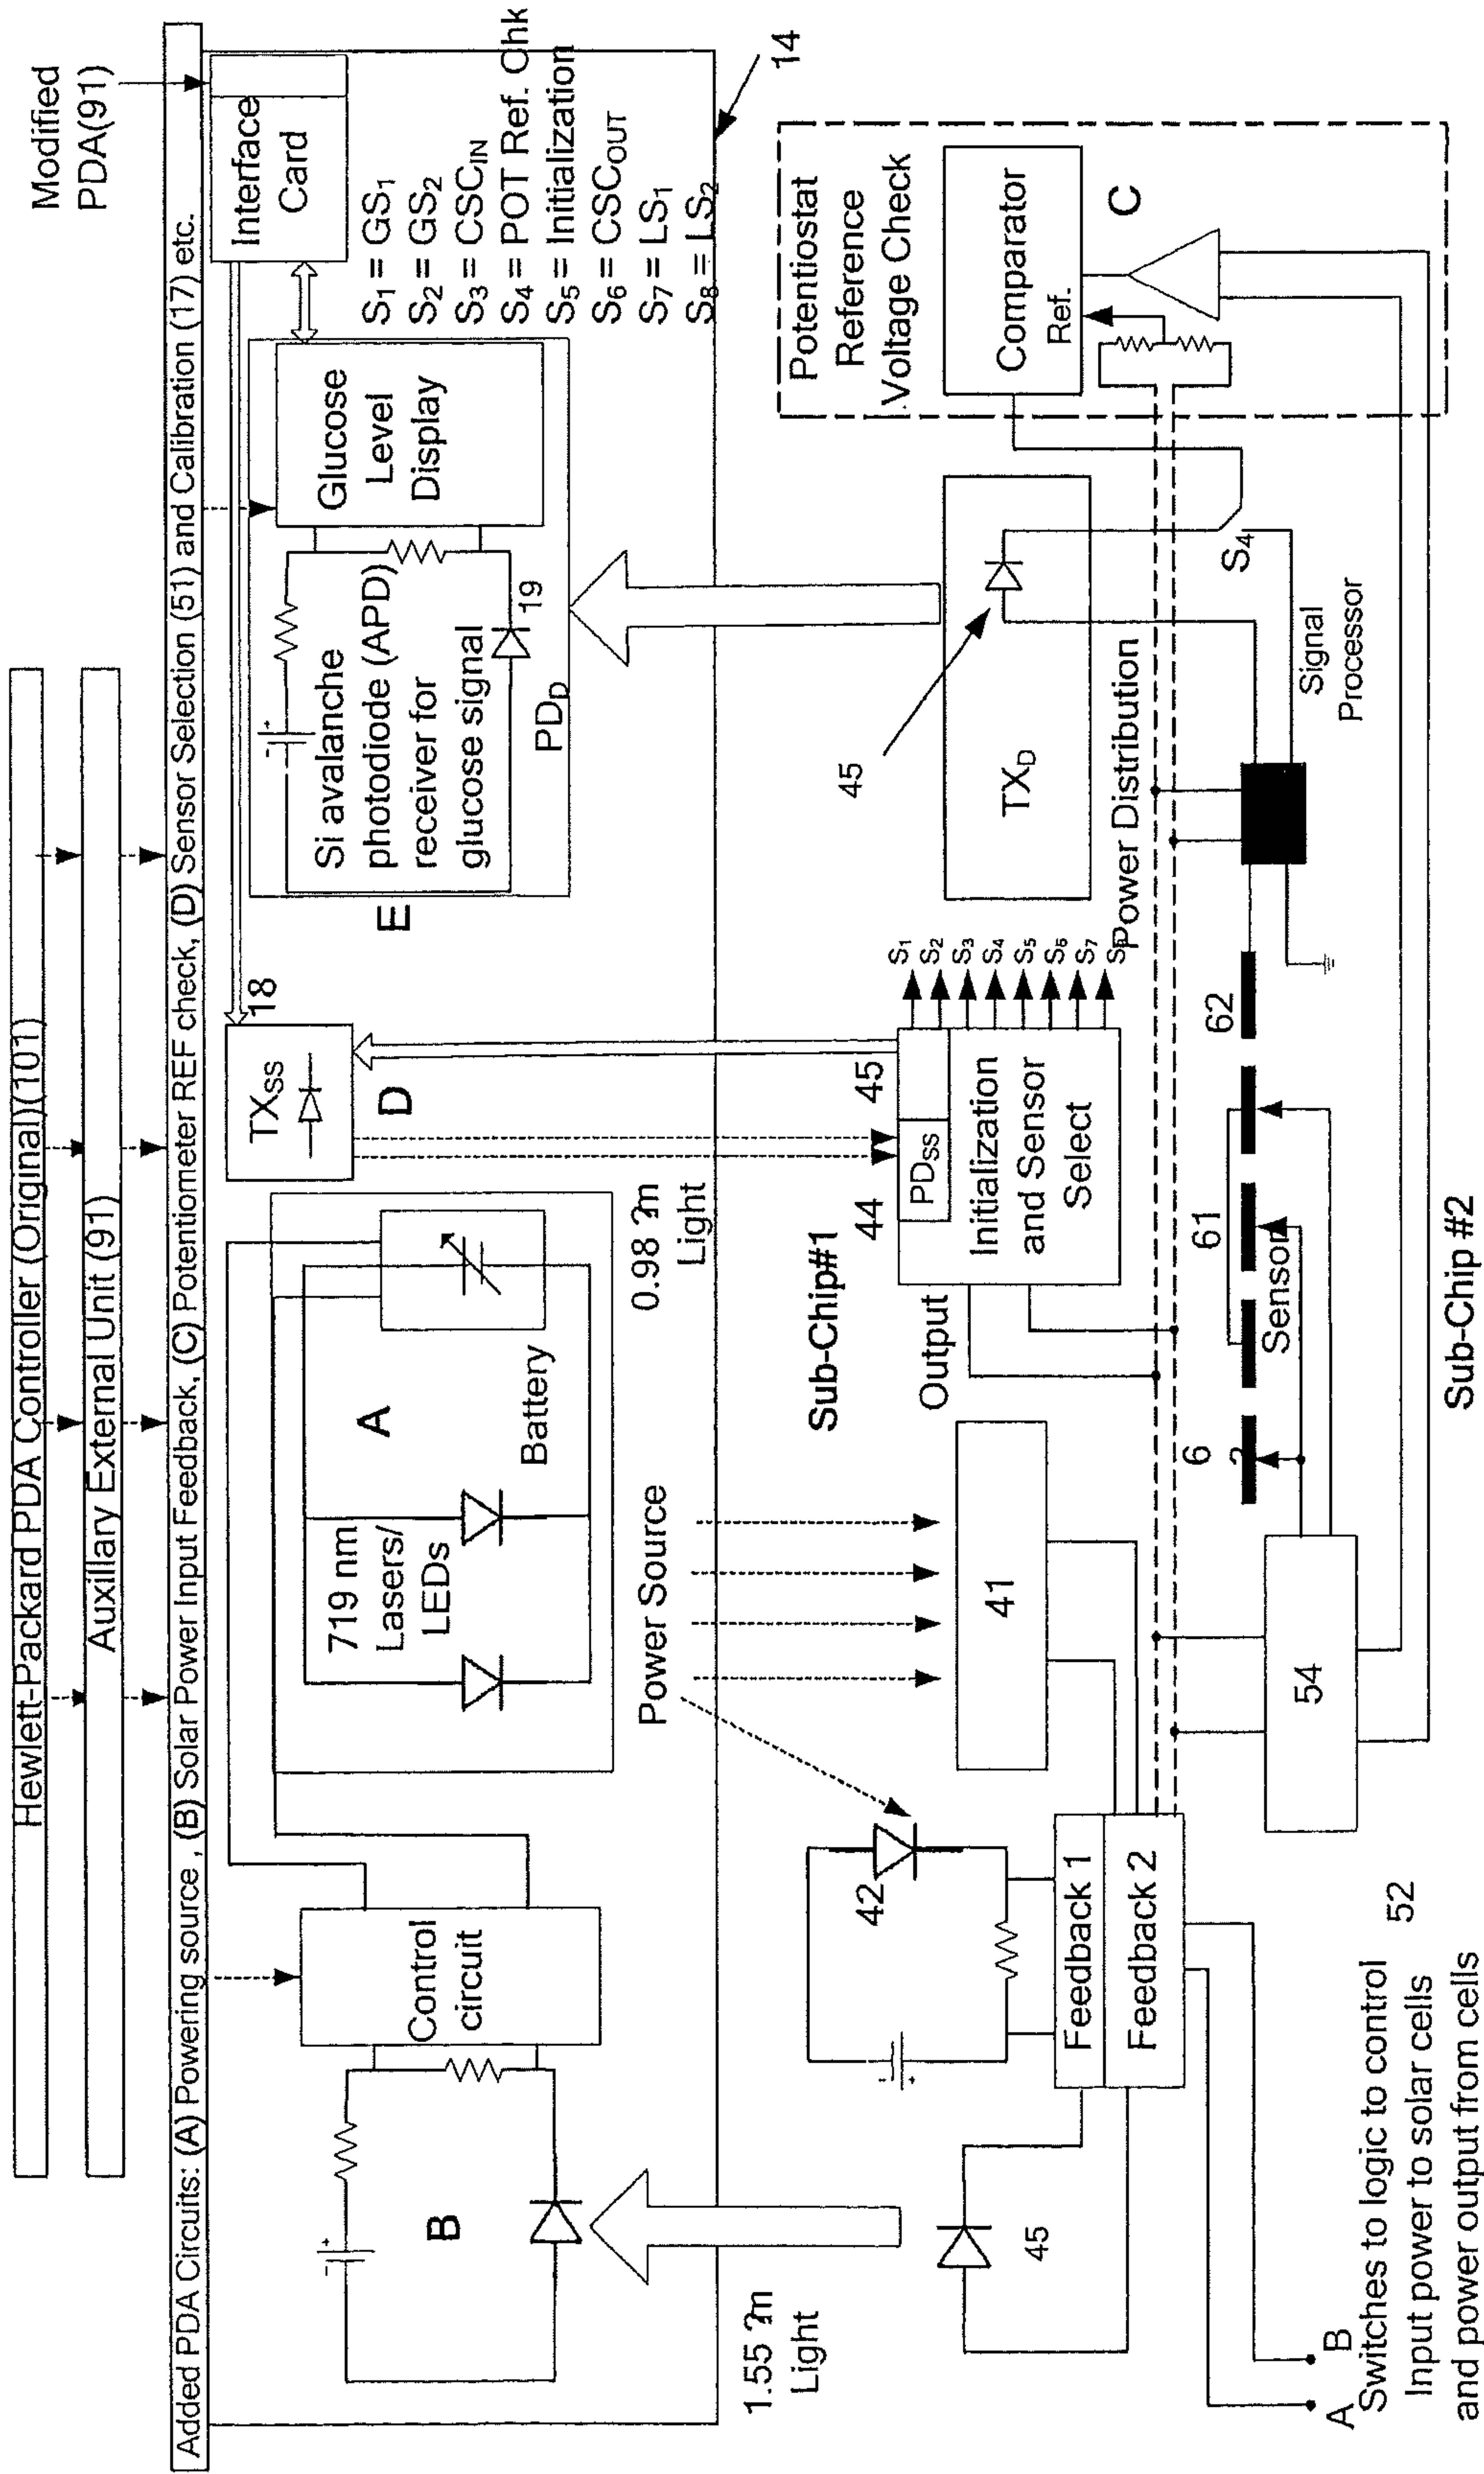 Hewlett-Packard PDA Controller (Original)(101)
Auxillary External Unit (91)
Added PDA Circuits: (A) Powering source , (B) Solar Power Input Feedback, (C) Potentiometer REF check, (D) Sensor Selection (51) and Calibration (17) etc.
Modified
PDA(91)
Interface
Card
S1 = GS1
S2 = GS2
S3 = CSCIN
S4 = POT Ref. Chk
S5 = Initialization
S6 = CSCOUT
S7 = LS1
S8 = LS2
14
Control
circuit
B
A
719 nm
Lasers/
LEDs
Battery
TXSS
18
D
E
Si avalanche
photodiode (APD)
receiver for
glucose signal
Glucose
Level
Display
19
PDD
1.55 ?m
Light
Power Source
0.98 ?m
Light
Sub-Chip#1
45
42
Feedback 1
Feedback 2
41
Output
44
PDSS
45
Initialization
and Sensor
Select
S1
S2
S3
S4
S5
S6
S7
S8
TXD
45
Power Distribution
Potentiostat
Reference
Voltage Check
Comparator
Ref.
C
S4
Signal
Processor
54
6
2
61
Sensor
62
Sub-Chip #2
A
B
52
Switches to logic to control
Input power to solar cells
and power output from cells